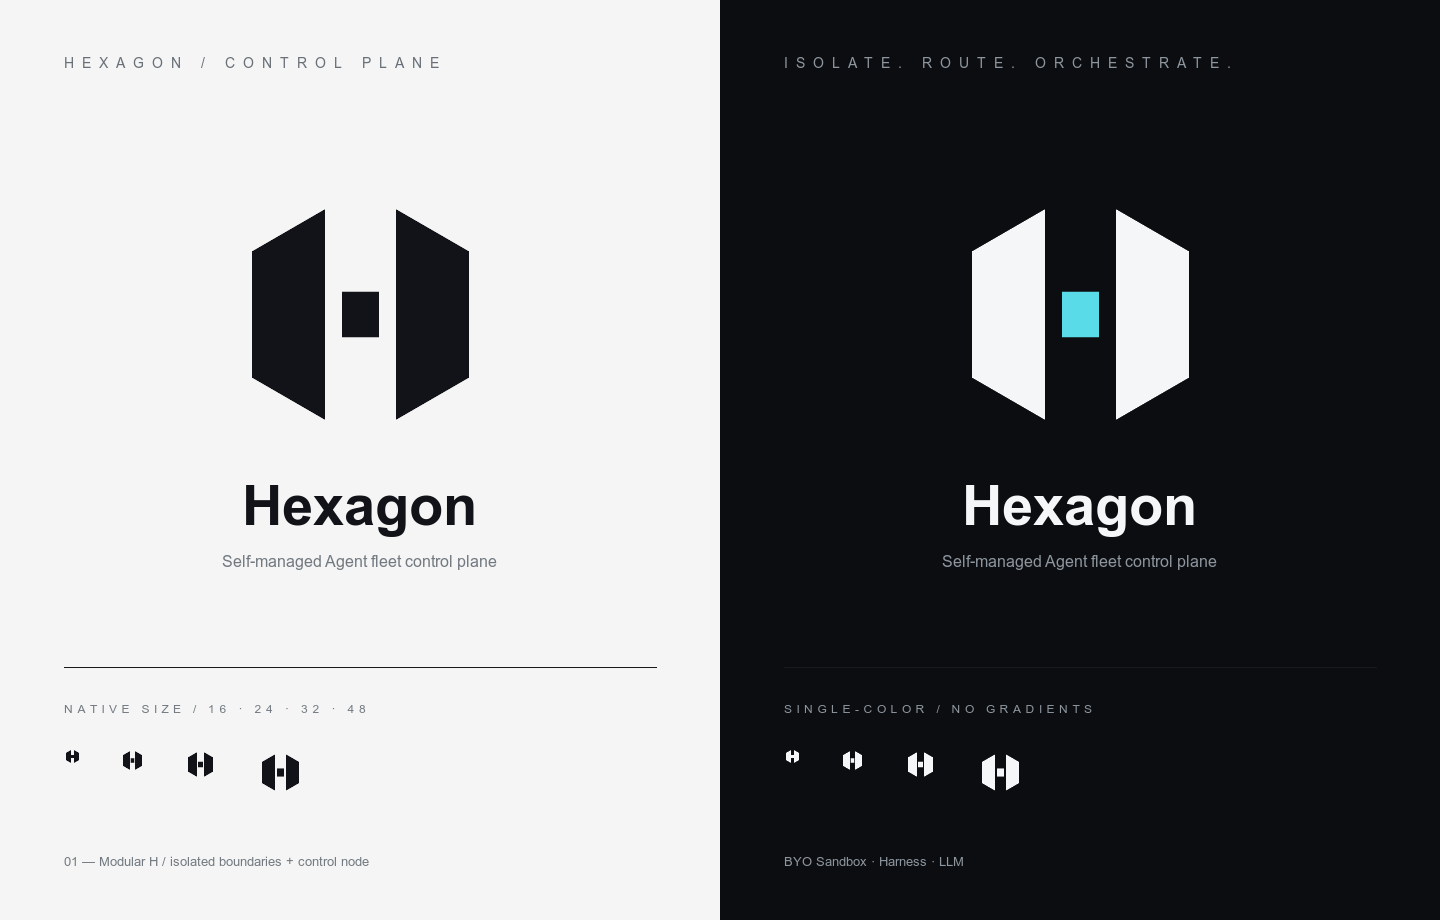 HEXAGON / CONTROL PLANE
Hexagon
Self-managed Agent fleet control plane
NATIVE SIZE / 16 · 24 · 32 · 48
01 — Modular H / isolated boundaries + control node
ISOLATE. ROUTE. ORCHESTRATE.
Hexagon
Self-managed Agent fleet control plane
SINGLE-COLOR / NO GRADIENTS
BYO Sandbox · Harness · LLM